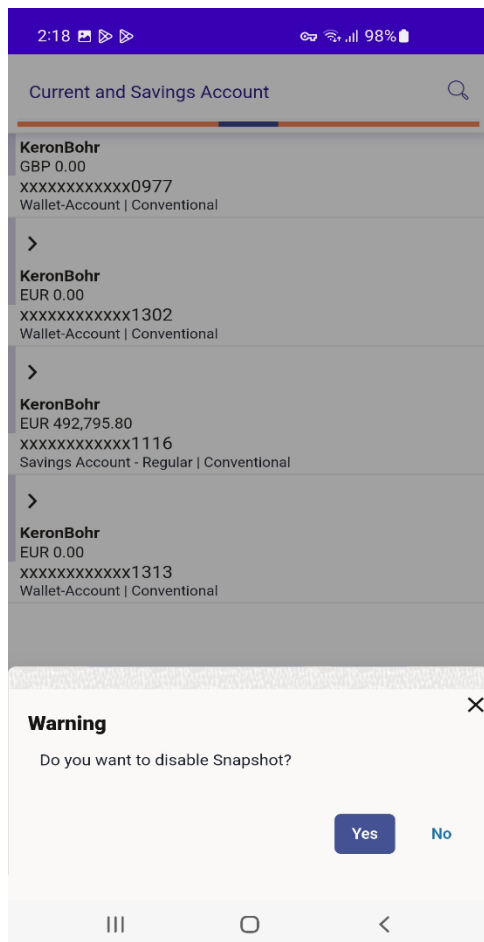 2:18 98%
Current and Savings Account
KeronBohr
GBP 0.00
xxxxxxxxxxxx0977
Wallet-Account | Conventional
KeronBohr
EUR 0.00
xxxxxxxxxxxx1302
Wallet-Account | Conventional
KeronBohr
EUR 492,795.80
xxxxxxxxxxxx1116
Savings Account - Regular | Conventional
KeronBohr
EUR 0.00
xxxxxxxxxxxx1313
Wallet-Account | Conventional
Warning
Do you want to disable Snapshot?
Yes No